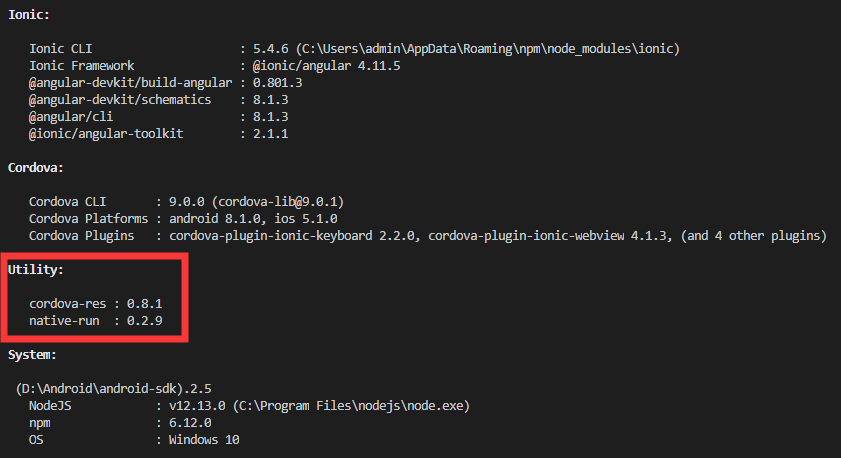 Ionic:
Ionic CLI : 5.4.6 (C:\Users\admin\AppData\Roaming\npm\node_modules\ionic)
Ionic Framework : @ionic/angular 4.11.5
@angular-devkit/build-angular : 0.801.3
@angular-devkit/schematics : 8.1.3
@angular/cli : 8.1.3
@ionic/angular-toolkit : 2.1.1
Cordova:
Cordova CLI : 9.0.0 (cordova-lib@9.0.1)
Cordova Platforms : android 8.1.0, ios 5.1.0
Cordova Plugins : cordova-plugin-ionic-keyboard 2.2.0, cordova-plugin-ionic-webview 4.1.3, (and 4 other plugins)
Utility:
cordova-res : 0.8.1
native-run : 0.2.9
System:
(D:\Android\android-sdk).2.5
NodeJS : v12.13.0 (C:\Program Files\nodejs\node.exe)
npm : 6.12.0
OS : Windows 10